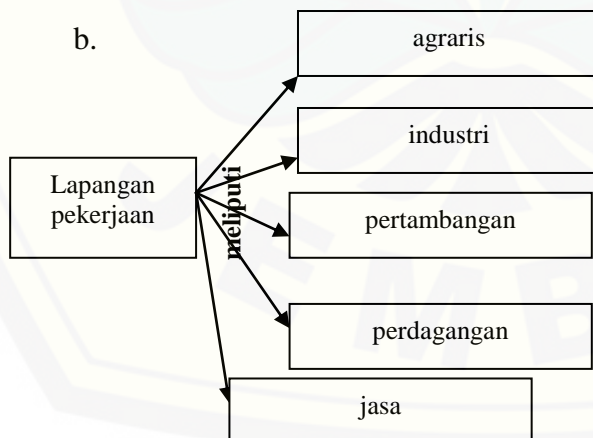 b.
agraris
industri
Lapangan
pekerjaan
meliputi
pertambangan
perdagangan
jasa